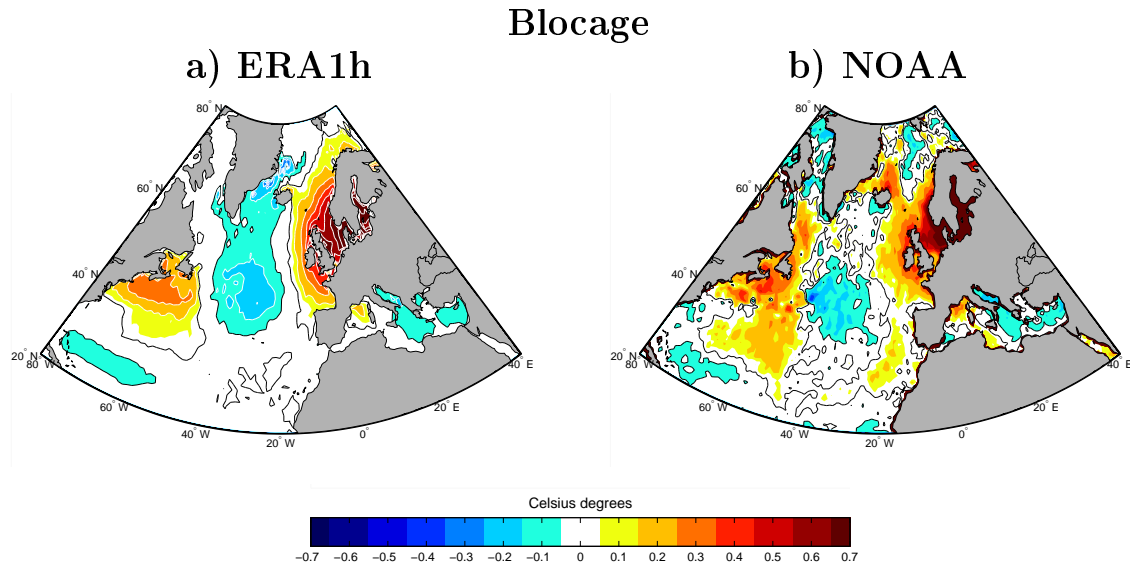 Blocage
a) ERA1h
b) NOAA
80° N
60° N
40° N
20° N
80° W
60° W
40° W
20° W
0°
20° E
40° E
80° N
60° N
40° N
20° N
80° W
60° W
40° W
20° W
0°
20° E
40° E
Celsius degrees
−0.7 −0.6 −0.5 −0.4 −0.3 −0.2 −0.1 0 0.1 0.2 0.3 0.4 0.5 0.6 0.7